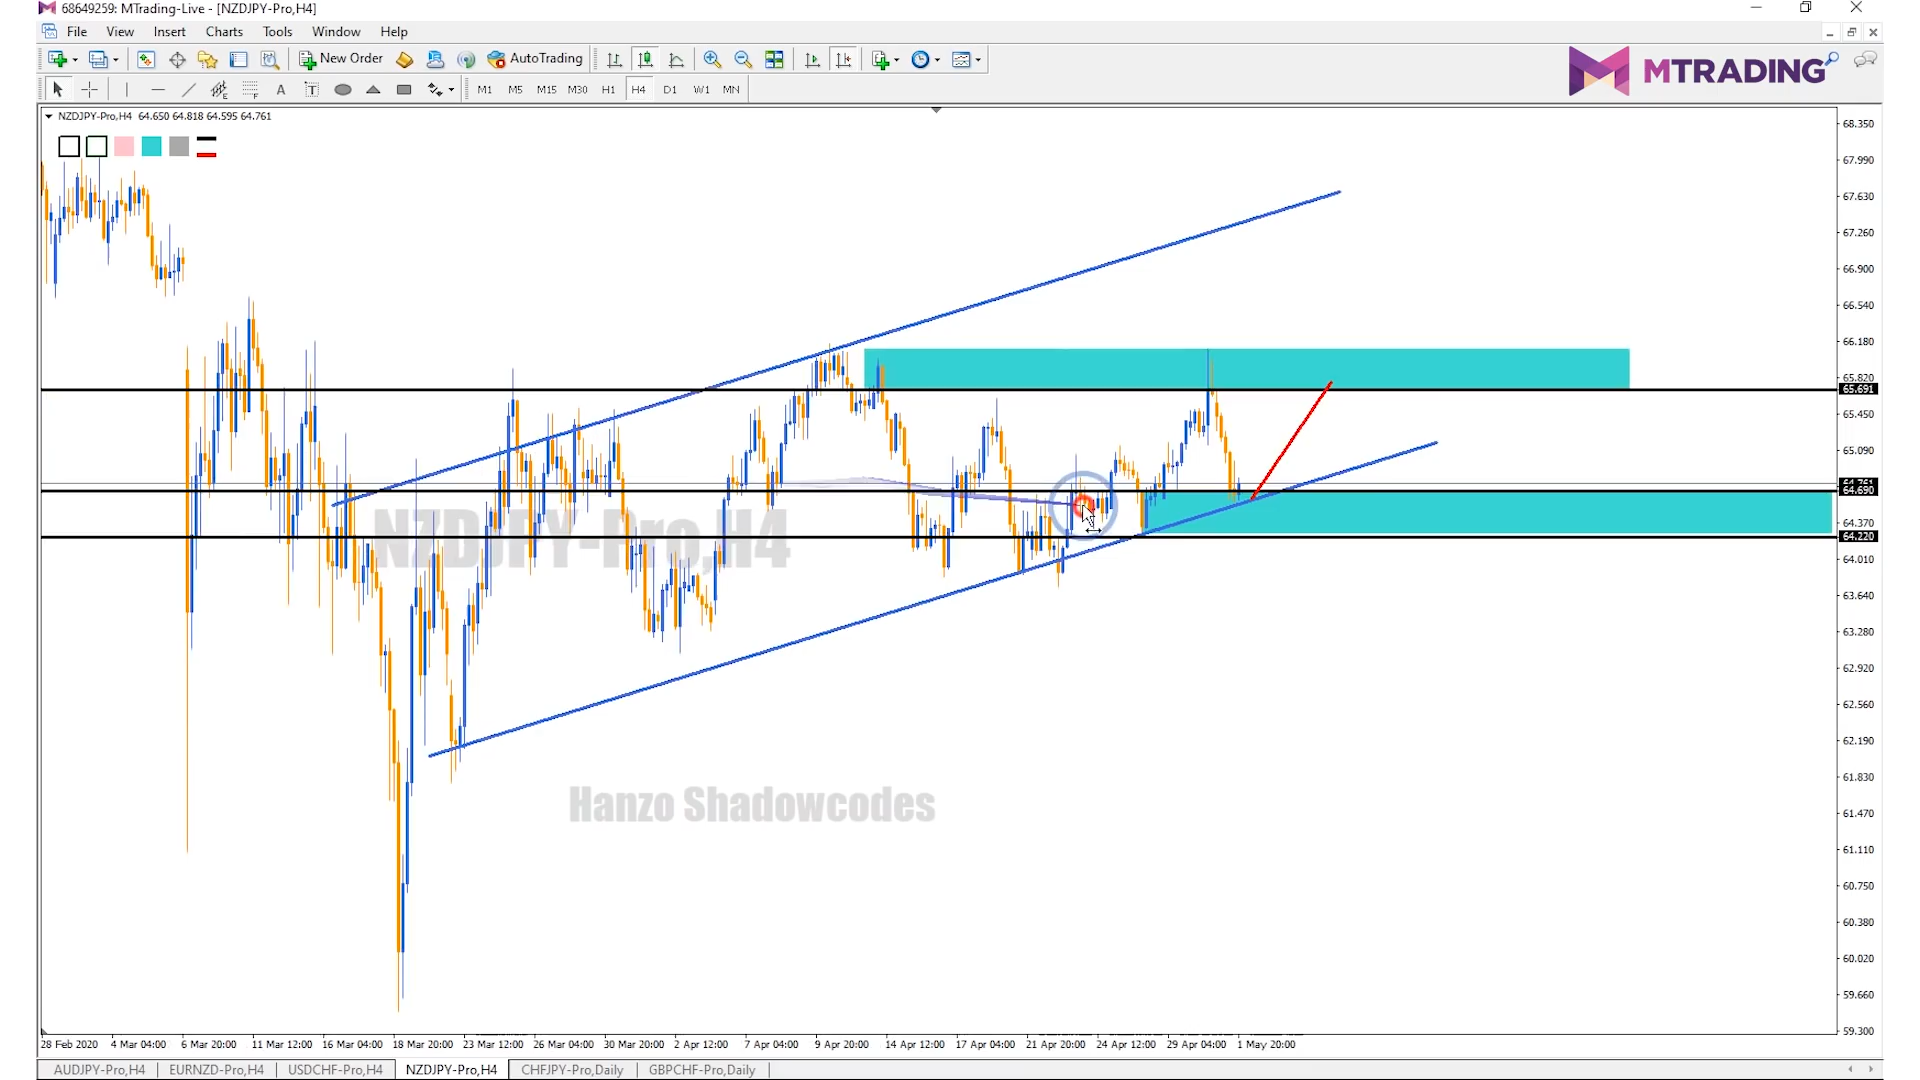 68649259: MTrading-Live - [NZDJPY-Pro,H4]
File View Insert Charts Tools Window Help
New Order AutoTrading
A T M1 M5 M15 M30 H1 H4 D1 W1 MN
MTRADING
NZDJPY-Pro,H4 64.650 64.818 64.595 64.761
68.350
67.990
67.630
67.260
66.900
66.540
66.180
65.820
65.691
65.450
65.090
64.761
64.690
64.370
64.220
64.010
63.640
63.280
62.920
62.560
62.190
61.830
61.470
61.110
60.750
60.380
60.020
59.660
59.300
NZDJPY-Pro,H4
Hanzo Shadowcodes
28 Feb 2020 4 Mar 04:00 6 Mar 20:00 11 Mar 12:00 16 Mar 04:00 18 Mar 20:00 23 Mar 12:00 26 Mar 04:00 30 Mar 20:00 2 Apr 12:00 7 Apr 04:00 9 Apr 20:00 14 Apr 12:00 17 Apr 04:00 21 Apr 20:00 24 Apr 12:00 29 Apr 04:00 1 May 20:00
AUDJPY-Pro,H4 EURNZD-Pro,H4 USDCHF-Pro,H4 NZDJPY-Pro,H4 CHFJPY-Pro,Daily GBPCHF-Pro,Daily